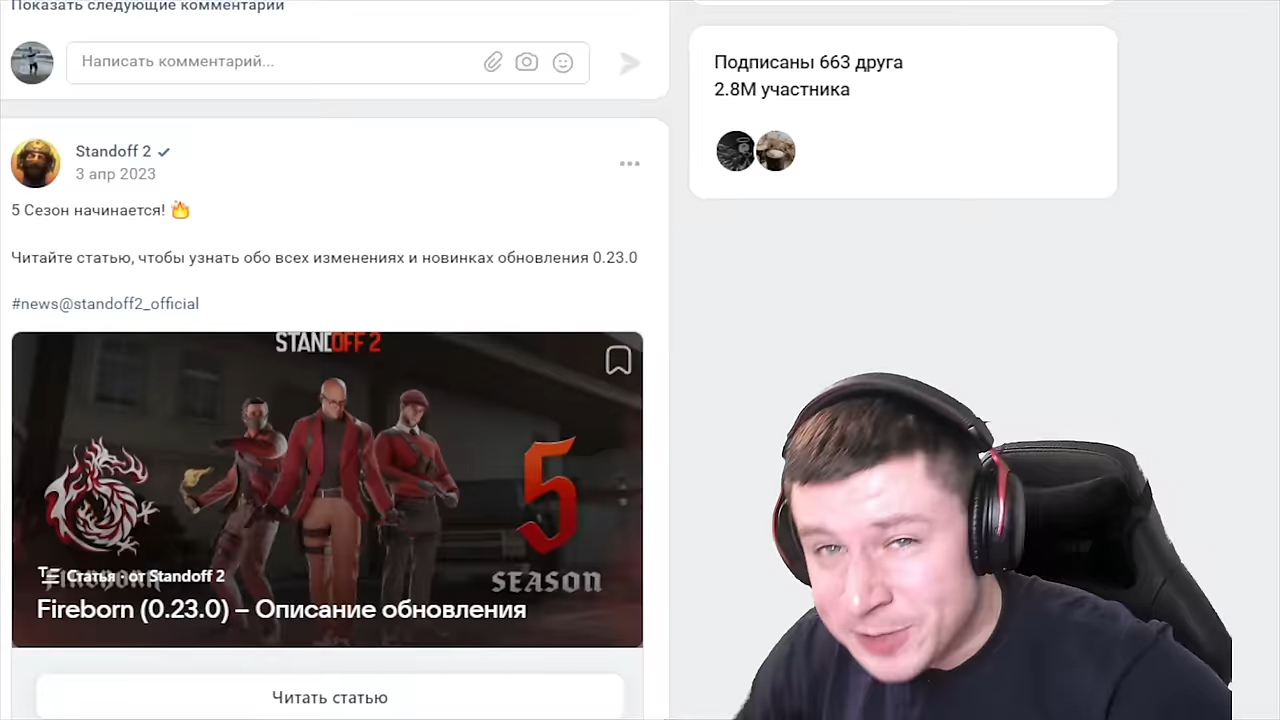 Показать следующие комментарии
Написать комментарий...
Подписаны 663 друга
2.8M участника
Standoff 2
3 апр 2023
5 Сезон начинается!
Читайте статью, чтобы узнать обо всех изменениях и новинках обновления 0.23.0
#news@standoff2_official
STANDOFF 2
5
SEASON
FIREBORN
Статья · от Standoff 2
Fireborn (0.23.0) – Описание обновления
Читать статью